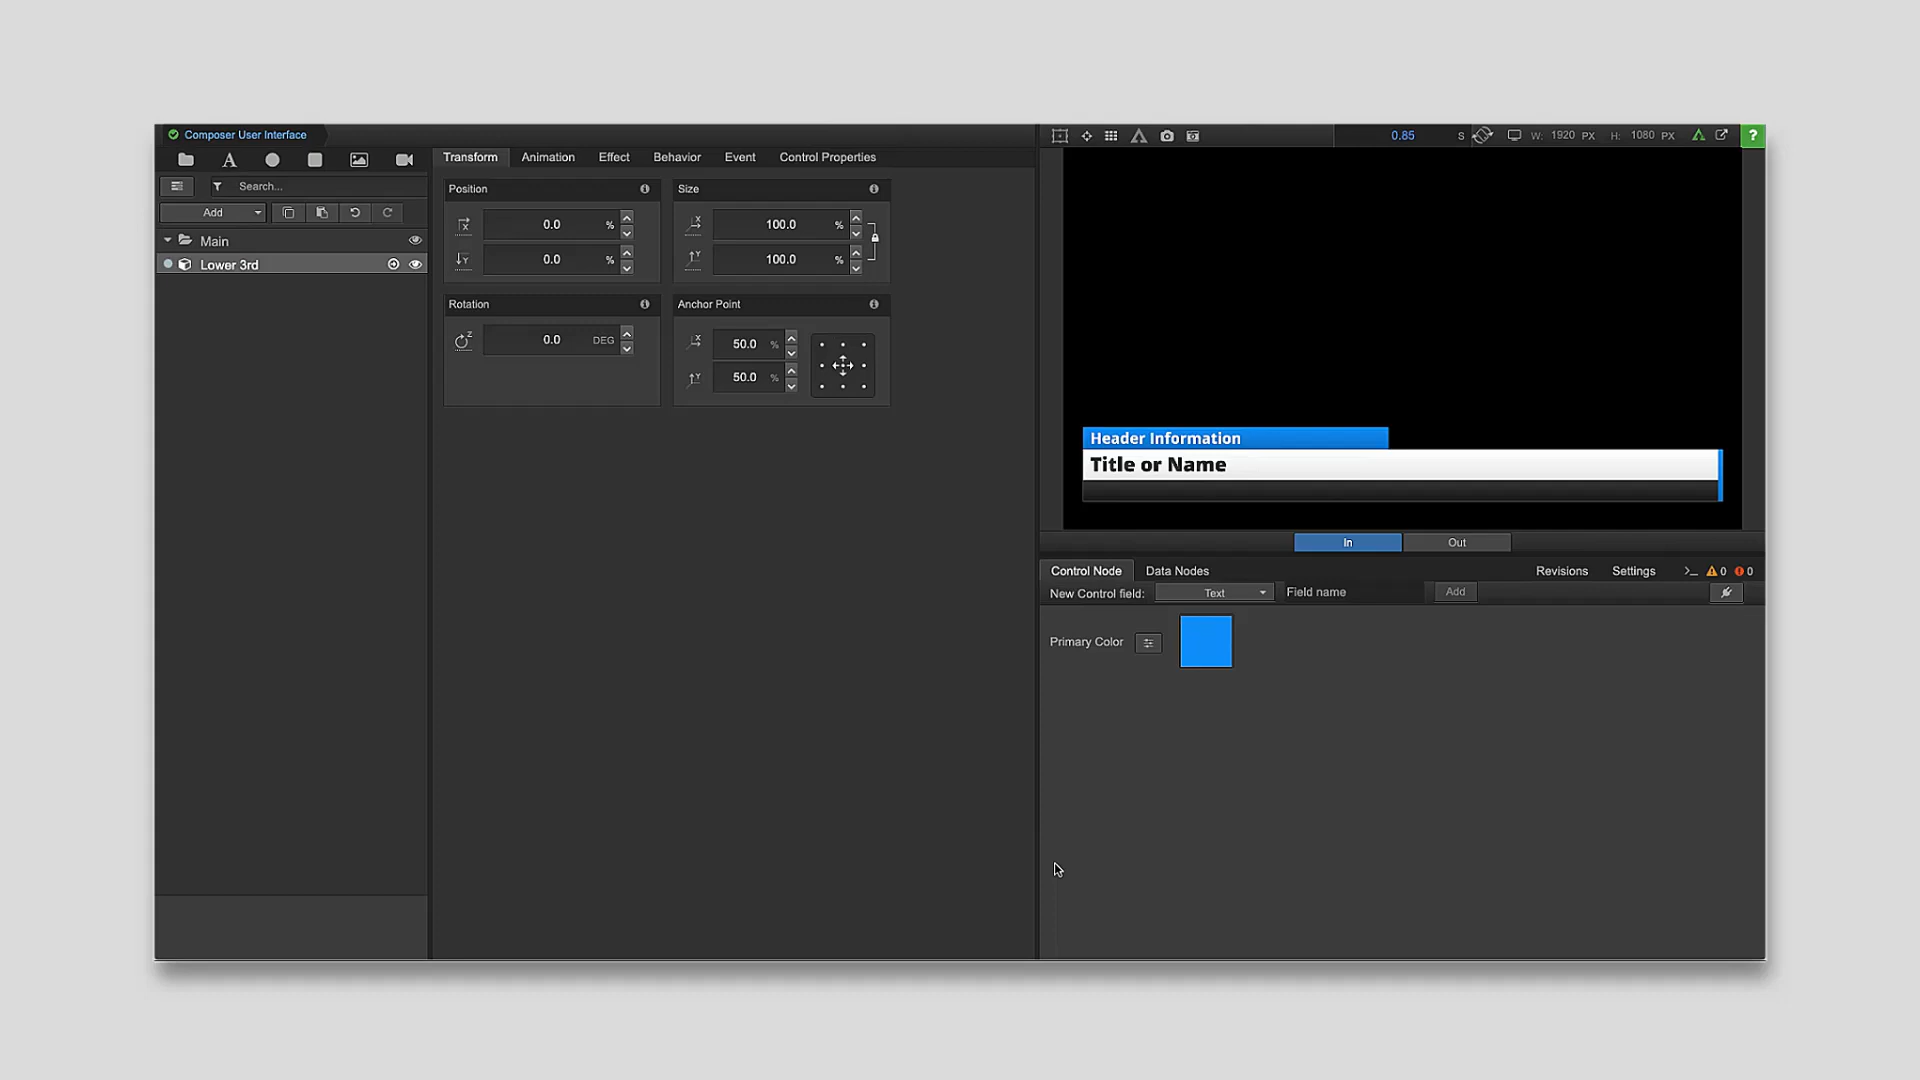 Composer User Interface
0.85 S W: 1920 PX H: 1080 PX ?
A
Transform Animation Effect Behavior Event Control Properties
Search...
Add
Main
Lower 3rd
Position
X 0.0 %
Y 0.0 %
Size
X 100.0 %
Y 100.0 %
Rotation
Z 0.0 DEG
Anchor Point
X 50.0 %
Y 50.0 %
Header Information
Title or Name
In Out
Control Node Data Nodes Revisions Settings >_ 0 0
New Control field: Text Field name Add
Primary Color